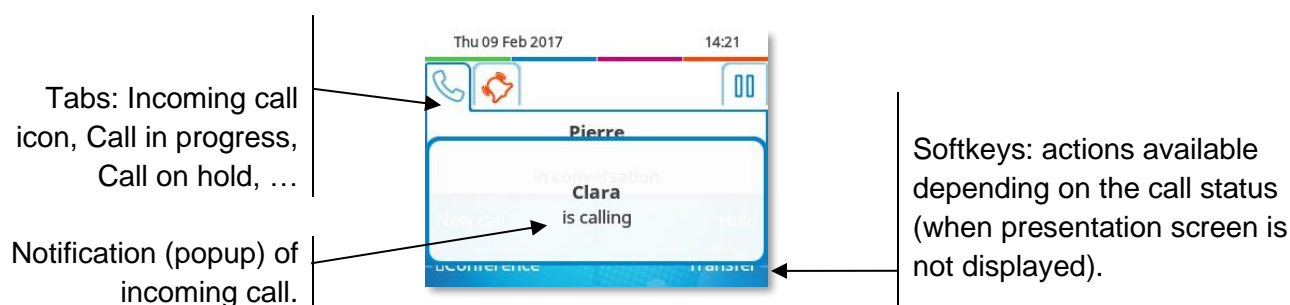 Thu 09 Feb 2017 14:21
Tabs: Incoming call
icon, Call in progress,
Call on hold, …
Pierre
in conversation
Clara
is calling
New call Hold
Conference Transfer
Notification (popup) of
incoming call.
Softkeys: actions available
depending on the call status
(when presentation screen is
not displayed).